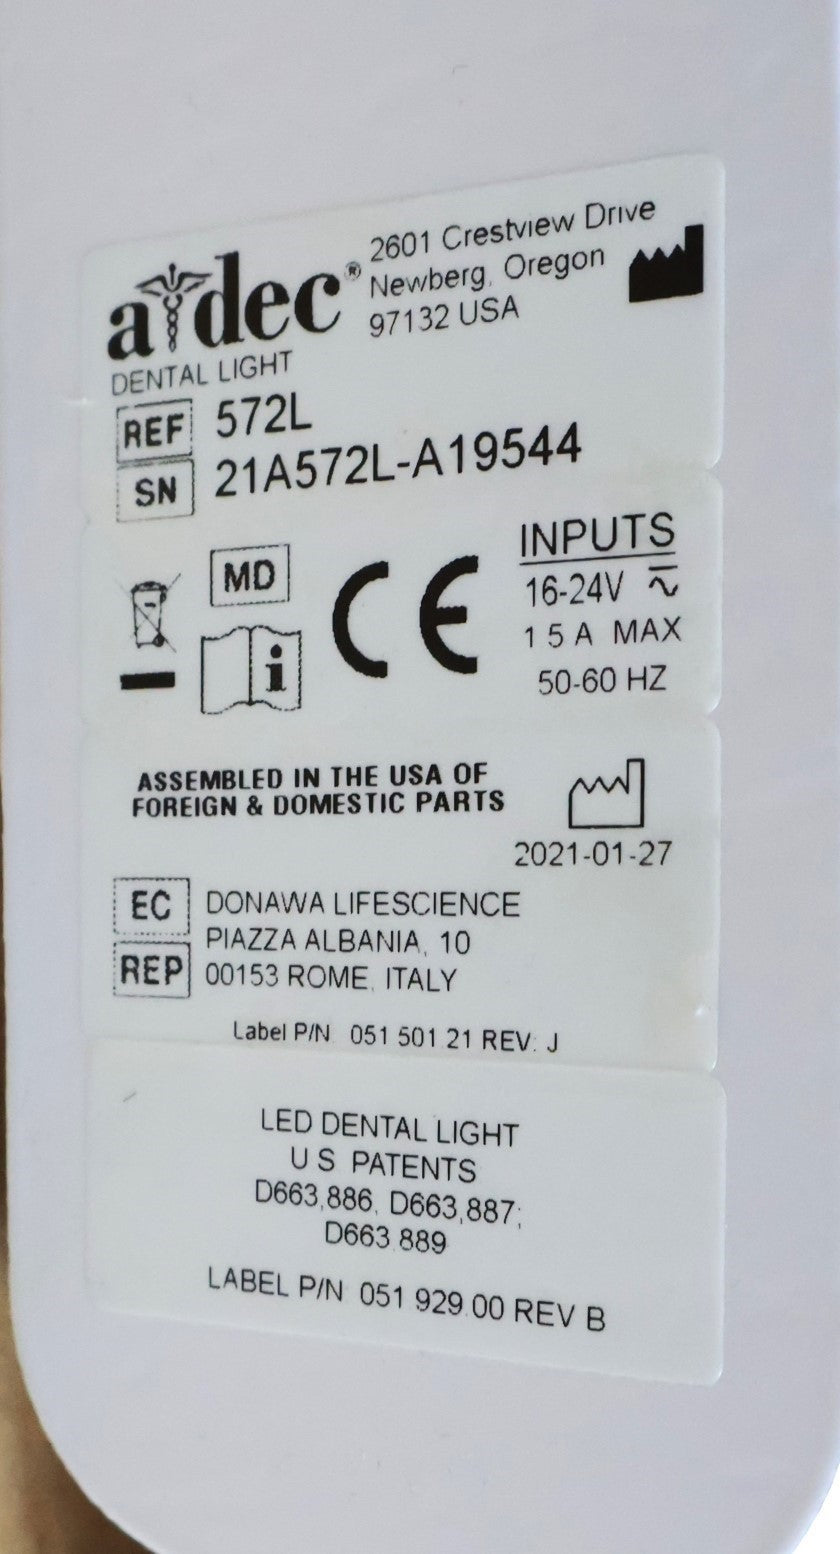 a dec®
2601 Crestview Drive
Newberg, Oregon
97132 USA
DENTAL LIGHT
REF 572L
SN 21A572L-A19544
MD
i
CE
INPUTS
16-24V
1 5 A MAX
50-60 HZ
ASSEMBLED IN THE USA OF
FOREIGN & DOMESTIC PARTS
2021-01-27
EC REP
DONAWA LIFESCIENCE
PIAZZA ALBANIA, 10
00153 ROME, ITALY
Label P/N 051 501 21 REV: J
LED DENTAL LIGHT
U S PATENTS
D663,886, D663,887;
D663 889
LABEL P/N 051 929.00 REV B